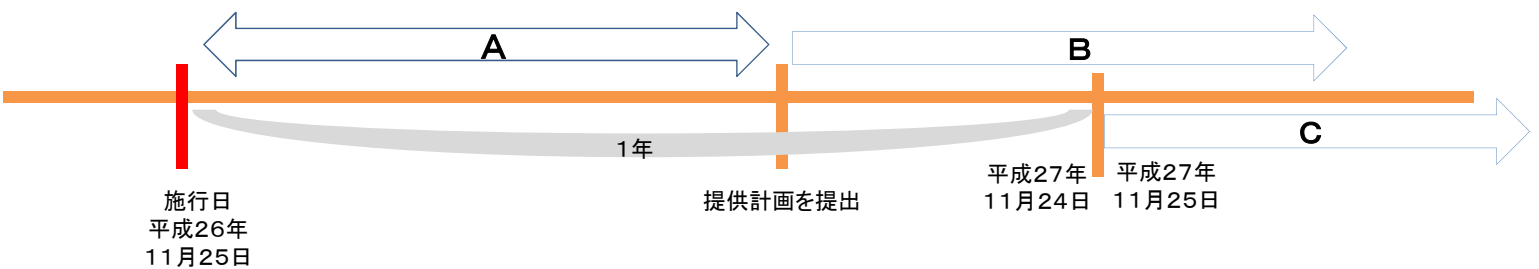 A
B
C
1年
施行日
平成26年
11月25日
提供計画を提出
平成27年
11月24日
平成27年
11月25日